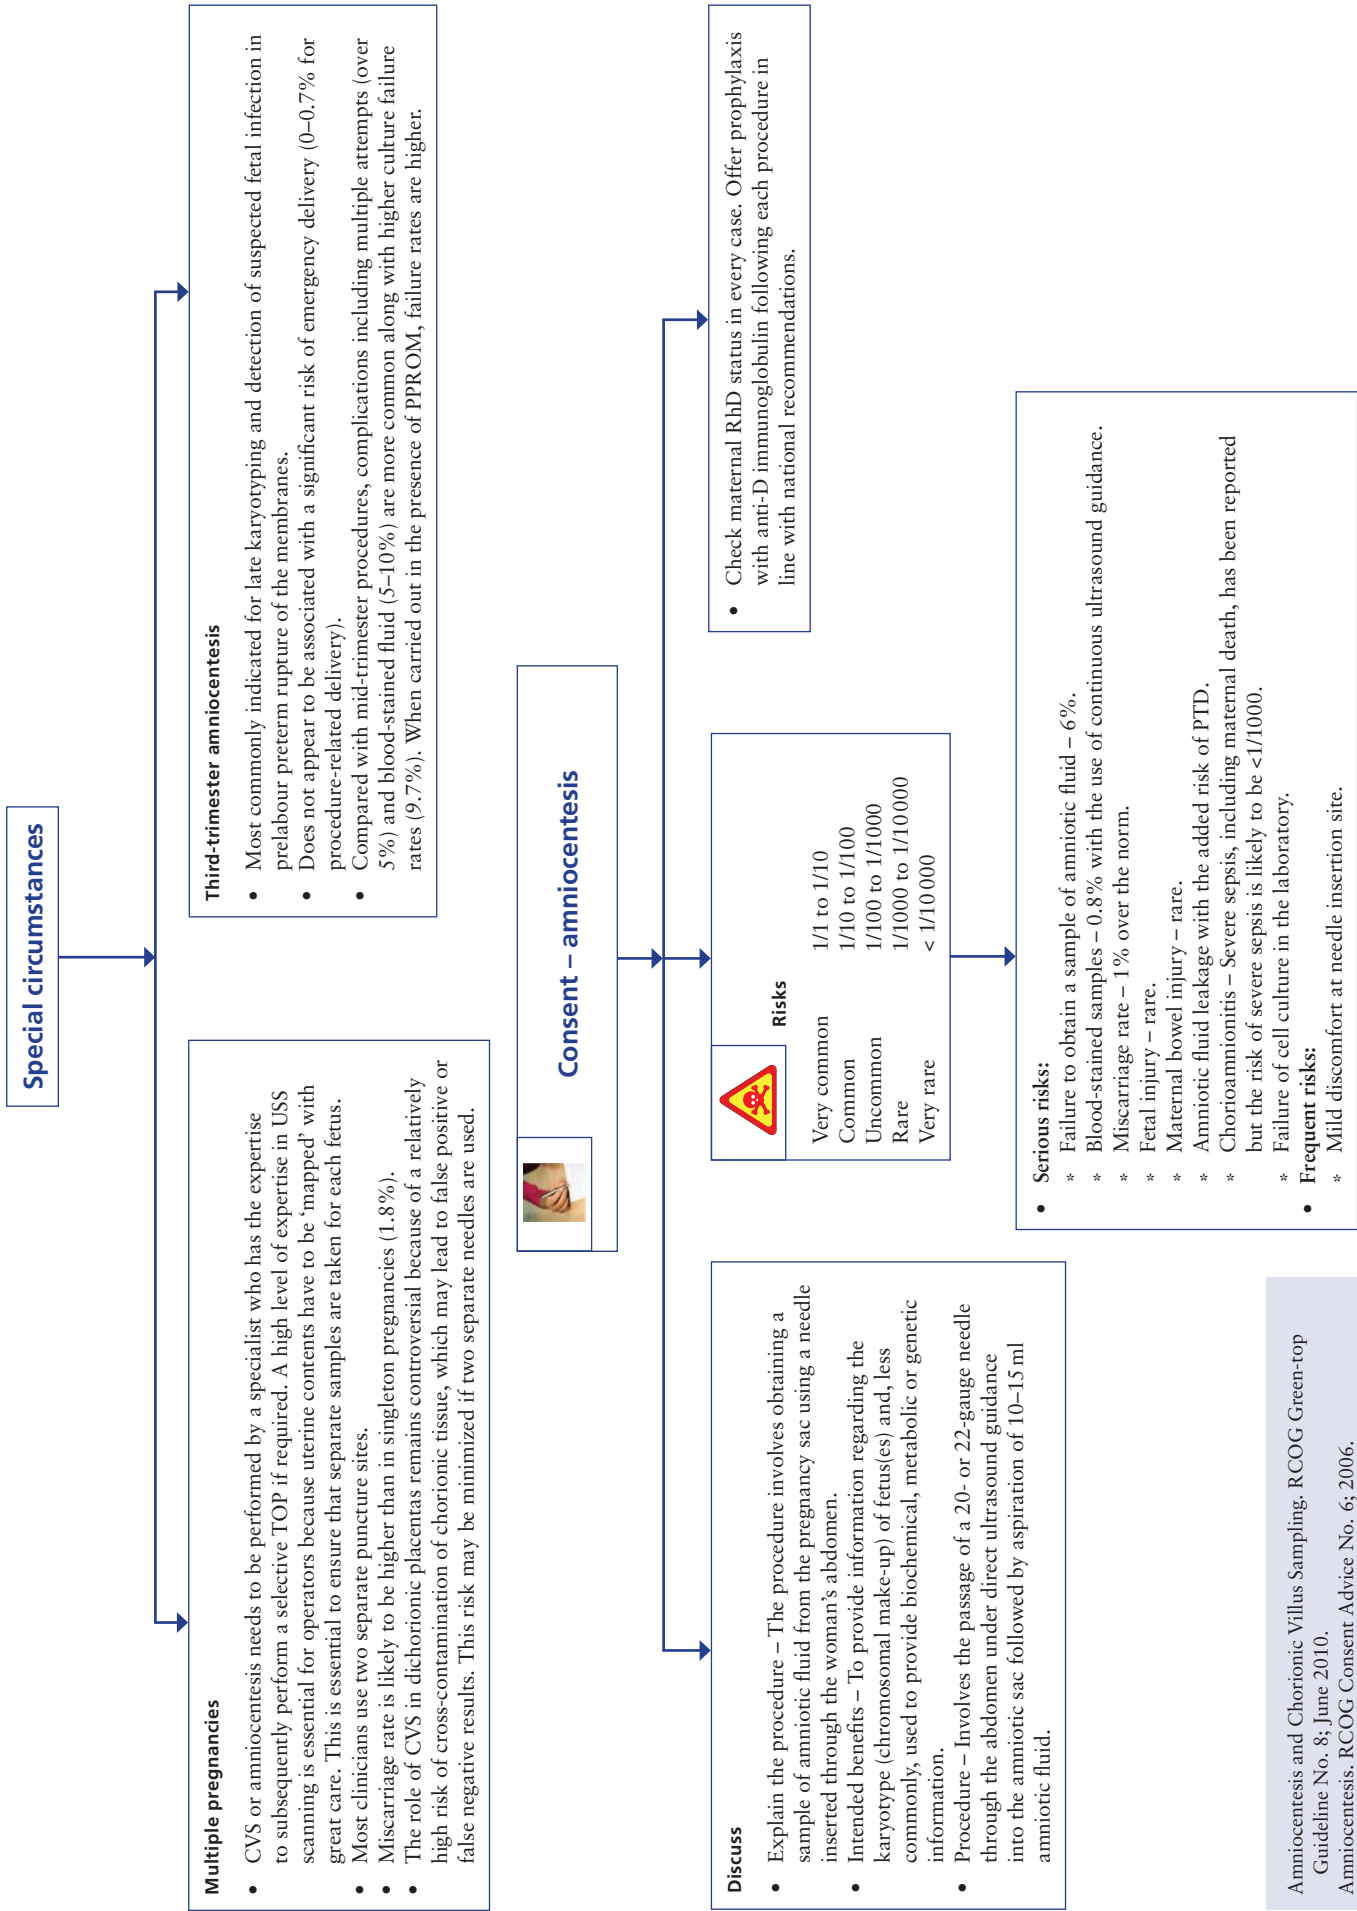 Special circumstances
Multiple pregnancies
• CVS or amniocentesis needs to be performed by a specialist who has the expertise
to subsequently perform a selective TOP if required. A high level of expertise in USS
scanning is essential for operators because uterine contents have to be ‘mapped’ with
great care. This is essential to ensure that separate samples are taken for each fetus.
• Most clinicians use two separate puncture sites.
• Miscarriage rate is likely to be higher than in singleton pregnancies (1.8%).
• The role of CVS in dichorionic placentas remains controversial because of a relatively
high risk of cross-contamination of chorionic tissue, which may lead to false positive or
false negative results. This risk may be minimized if two separate needles are used.
Third-trimester amniocentesis
• Most commonly indicated for late karyotyping and detection of suspected fetal infection in
prelabour preterm rupture of the membranes.
• Does not appear to be associated with a significant risk of emergency delivery (0–0.7% for
procedure-related delivery).
• Compared with mid-trimester procedures, complications including multiple attempts (over
5%) and blood-stained fluid (5–10%) are more common along with higher culture failure
rates (9.7%). When carried out in the presence of PPROM, failure rates are higher.
Consent – amniocentesis
Discuss
• Explain the procedure – The procedure involves obtaining a
sample of amniotic fluid from the pregnancy sac using a needle
inserted through the woman’s abdomen.
• Intended benefits – To provide information regarding the
karyotype (chromosomal make-up) of fetus(es) and, less
commonly, used to provide biochemical, metabolic or genetic
information.
• Procedure – Involves the passage of a 20- or 22-gauge needle
through the abdomen under direct ultrasound guidance
into the amniotic sac followed by aspiration of 10–15 ml
amniotic fluid.
Risks
Very common 1/1 to 1/10
Common 1/10 to 1/100
Uncommon 1/100 to 1/1000
Rare 1/1000 to 1/10 000
Very rare < 1/10 000
• Check maternal RhD status in every case. Offer prophylaxis
with anti-D immunoglobulin following each procedure in
line with national recommendations.
• Serious risks:
* Failure to obtain a sample of amniotic fluid – 6%.
* Blood-stained samples – 0.8% with the use of continuous ultrasound guidance.
* Miscarriage rate – 1% over the norm.
* Fetal injury – rare.
* Maternal bowel injury – rare.
* Amniotic fluid leakage with the added risk of PTD.
* Chorioamnionitis – Severe sepsis, including maternal death, has been reported
but the risk of severe sepsis is likely to be <1/1000.
* Failure of cell culture in the laboratory.
• Frequent risks:
* Mild discomfort at needle insertion site.
Amniocentesis and Chorionic Villus Sampling. RCOG Green-top
Guideline No. 8; June 2010.
Amniocentesis. RCOG Consent Advice No. 6; 2006.